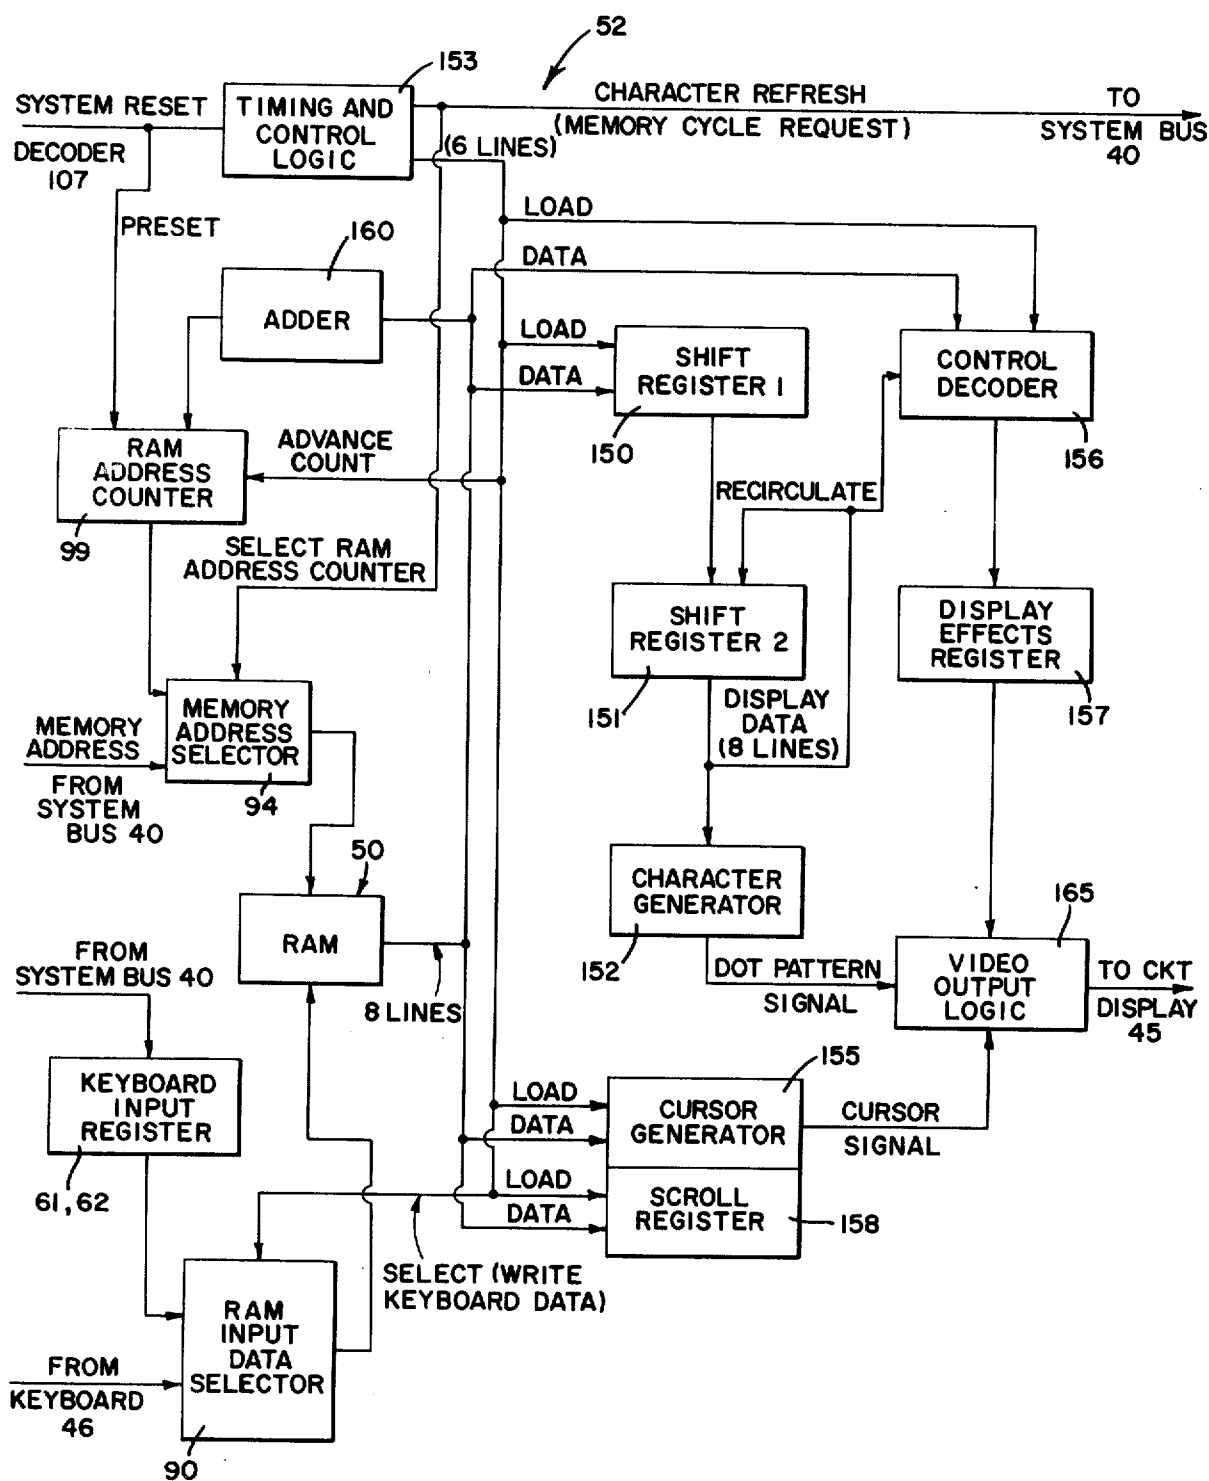 52
153
SYSTEM RESET
DECODER
107
TIMING AND
CONTROL
LOGIC
(6 LINES)
CHARACTER REFRESH
(MEMORY CYCLE REQUEST)
TO
SYSTEM BUS
40
PRESET
160
ADDER
LOAD
DATA
LOAD
DATA
SHIFT
REGISTER 1
150
CONTROL
DECODER
156
RAM
ADDRESS
COUNTER
99
ADVANCE
COUNT
RECIRCULATE
SELECT RAM
ADDRESS COUNTER
SHIFT
REGISTER 2
151
DISPLAY
EFFECTS
REGISTER
157
DISPLAY
DATA
(8 LINES)
MEMORY
ADDRESS
SELECTOR
94
MEMORY
ADDRESS
FROM
SYSTEM
BUS 40
50
RAM
8 LINES
CHARACTER
GENERATOR
152
DOT PATTERN
SIGNAL
165
VIDEO
OUTPUT
LOGIC
TO CKT
DISPLAY
45
FROM
SYSTEM BUS 40
KEYBOARD
INPUT
REGISTER
61, 62
LOAD
DATA
155
CURSOR
GENERATOR
CURSOR
SIGNAL
LOAD
DATA
SCROLL
REGISTER
158
SELECT (WRITE
KEYBOARD DATA)
RAM
INPUT
DATA
SELECTOR
90
FROM
KEYBOARD
46